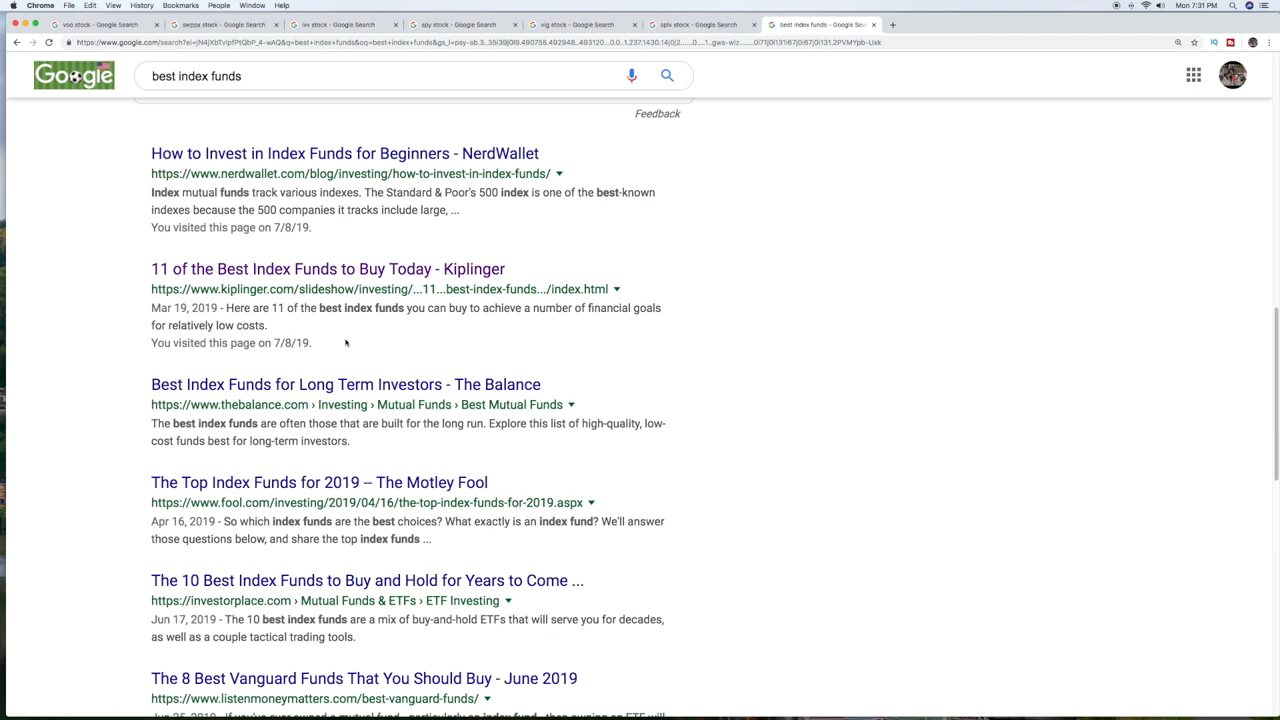 Chrome File Edit View History Bookmarks People Window Help Mon 7:31 PM
voo stock - Google Search
swppx stock - Google Search
ivv stock - Google Search
spy stock - Google Search
vig stock - Google Search
spiv stock - Google Search
best index funds - Google Sea
Google
best index funds
Feedback
How to Invest in Index Funds for Beginners - NerdWallet
https://www.nerdwallet.com/blog/investing/how-to-invest-in-index-funds/
Index mutual funds track various indexes. The Standard & Poor's 500 index is one of the best-known
indexes because the 500 companies it tracks include large, ...
You visited this page on 7/8/19.
11 of the Best Index Funds to Buy Today - Kiplinger
https://www.kiplinger.com/slideshow/investing/...11...best-index-funds.../index.html
Mar 19, 2019 - Here are 11 of the best index funds you can buy to achieve a number of financial goals
for relatively low costs.
You visited this page on 7/8/19.
Best Index Funds for Long Term Investors - The Balance
https://www.thebalance.com › Investing › Mutual Funds › Best Mutual Funds
The best index funds are often those that are built for the long run. Explore this list of high-quality, low-
cost funds best for long-term investors.
The Top Index Funds for 2019 -- The Motley Fool
https://www.fool.com/investing/2019/04/16/the-top-index-funds-for-2019.aspx
Apr 16, 2019 - So which index funds are the best choices? What exactly is an index fund? We'll answer
those questions below, and share the top index funds ...
The 10 Best Index Funds to Buy and Hold for Years to Come ...
https://investorplace.com › Mutual Funds & ETFs › ETF Investing
Jun 17, 2019 - The 10 best index funds are a mix of buy-and-hold ETFs that will serve you for decades,
as well as a couple tactical trading tools.
The 8 Best Vanguard Funds That You Should Buy - June 2019
https://www.listenmoneymatters.com/best-vanguard-funds/